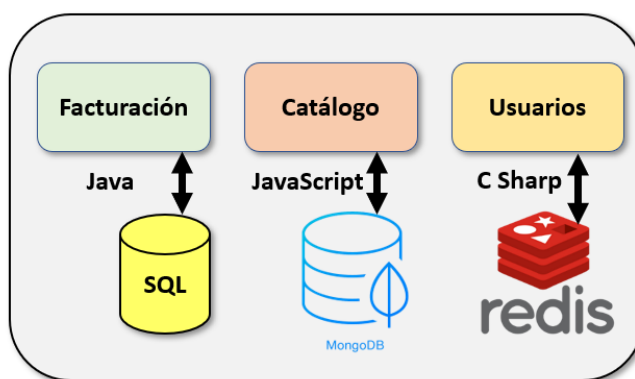 Facturación
Catálogo
Usuarios
Java
JavaScript
C Sharp
SQL
MongoDB
redis